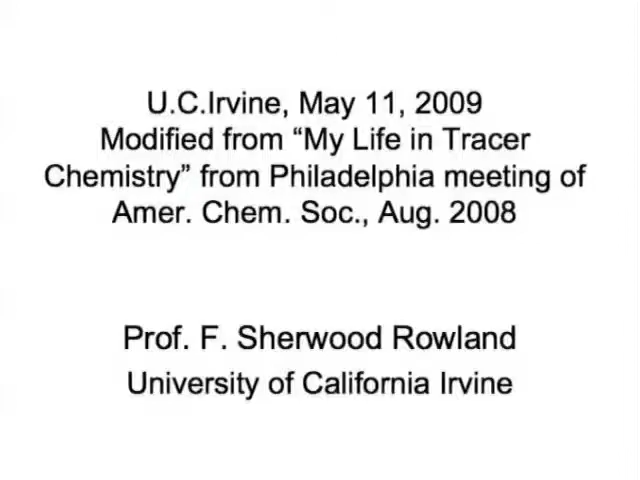 U.C.Irvine, May 11, 2009
Modified from “My Life in Tracer
Chemistry” from Philadelphia meeting of
Amer. Chem. Soc., Aug. 2008
Prof. F. Sherwood Rowland
University of California Irvine